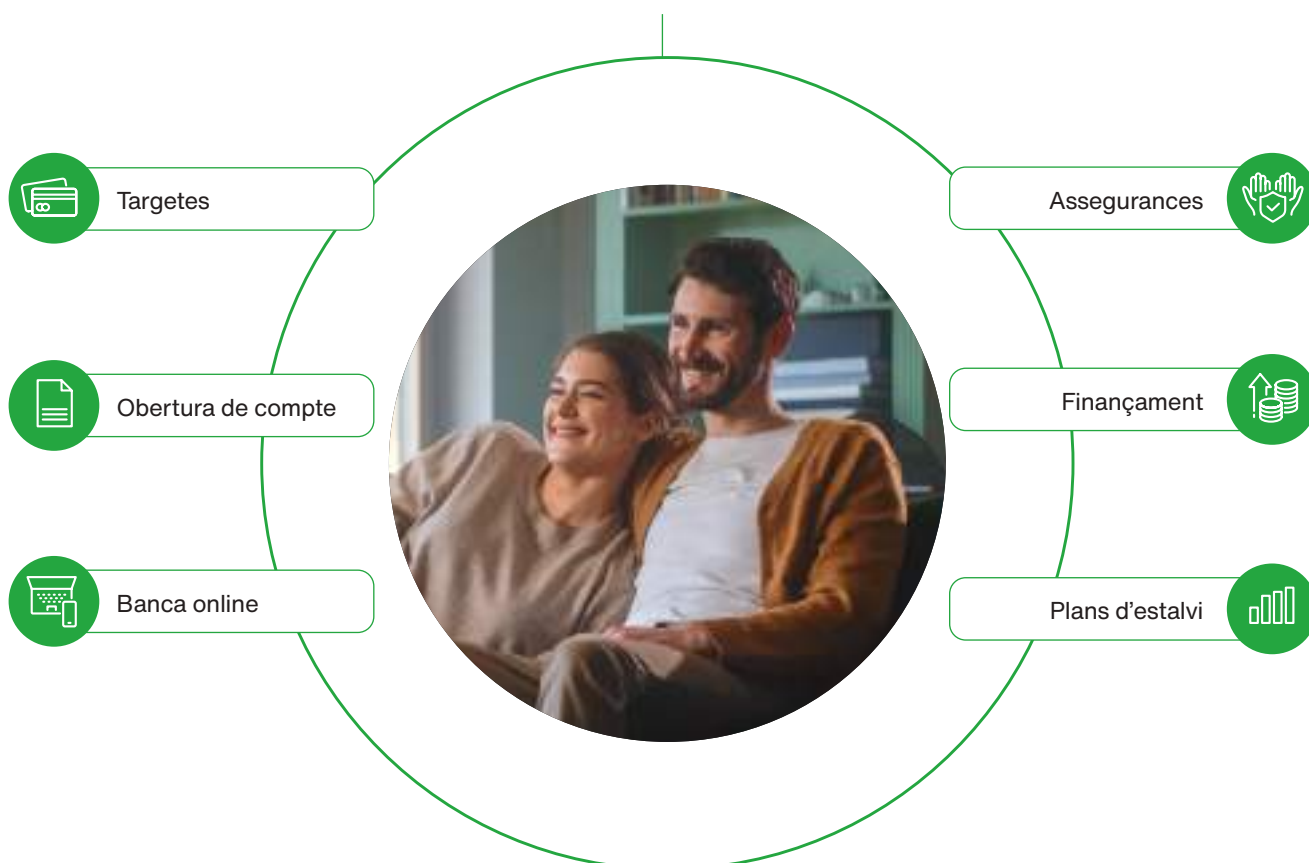 Targetes
Obertura de compte
Banca online
Assegurances
Finançament
Plans d’estalvi